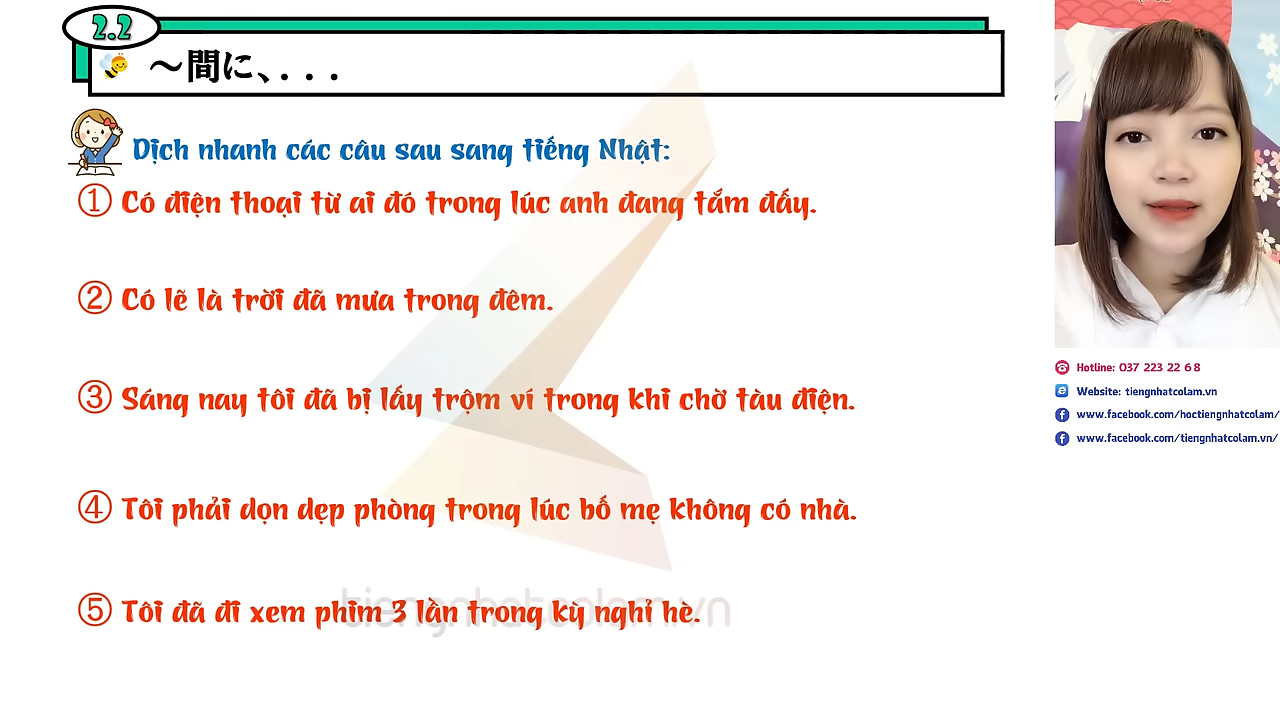 2.2
～間に、. . .
Dịch nhanh các câu sau sang tiếng Nhật:
① Có điện thoại từ ai đó trong lúc anh đang tắm đấy.
② Có lẽ là trời đã mưa trong đêm.
③ Sáng nay tôi đã bị lấy trộm ví trong khi chờ tàu điện.
④ Tôi phải dọn dẹp phòng trong lúc bố mẹ không có nhà.
⑤ Tôi đã đi xem phim 3 lần trong kỳ nghỉ hè.
tiengnhatcolam.vn
Hotline: 037 223 22 68
Website: tiengnhatcolam.vn
www.facebook.com/hoctiengnhatcolam/
www.facebook.com/tiengnhatcolam.vn/